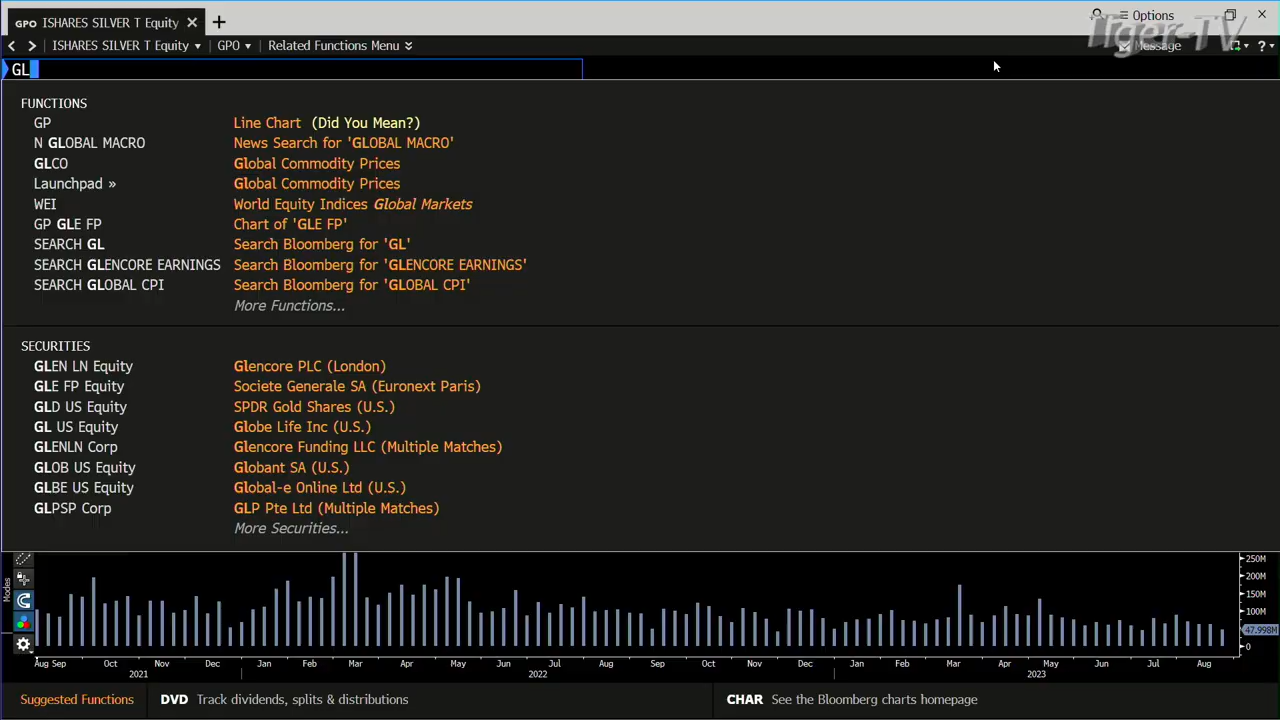 GPO ISHARES SILVER T Equity
Options
ISHARES SILVER T Equity GPO Related Functions Menu
Message
Tiger-TV
GL
FUNCTIONS
GP Line Chart (Did You Mean?)
N GLOBAL MACRO News Search for 'GLOBAL MACRO'
GLCO Global Commodity Prices
Launchpad » Global Commodity Prices
WEI World Equity Indices Global Markets
GP GLE FP Chart of 'GLE FP'
SEARCH GL Search Bloomberg for 'GL'
SEARCH GLENCORE EARNINGS Search Bloomberg for 'GLENCORE EARNINGS'
SEARCH GLOBAL CPI Search Bloomberg for 'GLOBAL CPI'
More Functions...
SECURITIES
GLEN LN Equity Glencore PLC (London)
GLE FP Equity Societe Generale SA (Euronext Paris)
GLD US Equity SPDR Gold Shares (U.S.)
GL US Equity Globe Life Inc (U.S.)
GLENLN Corp Glencore Funding LLC (Multiple Matches)
GLOB US Equity Globant SA (U.S.)
GLBE US Equity Global-e Online Ltd (U.S.)
GLPSP Corp GLP Pte Ltd (Multiple Matches)
More Securities...
Modes
250M
200M
150M
100M
47.998M
0
Aug Sep Oct Nov Dec Jan Feb Mar Apr May Jun Jul Aug Sep Oct Nov Dec Jan Feb Mar Apr May Jun Jul Aug
2021 2022 2023
Suggested Functions DVD Track dividends, splits & distributions CHAR See the Bloomberg charts homepage